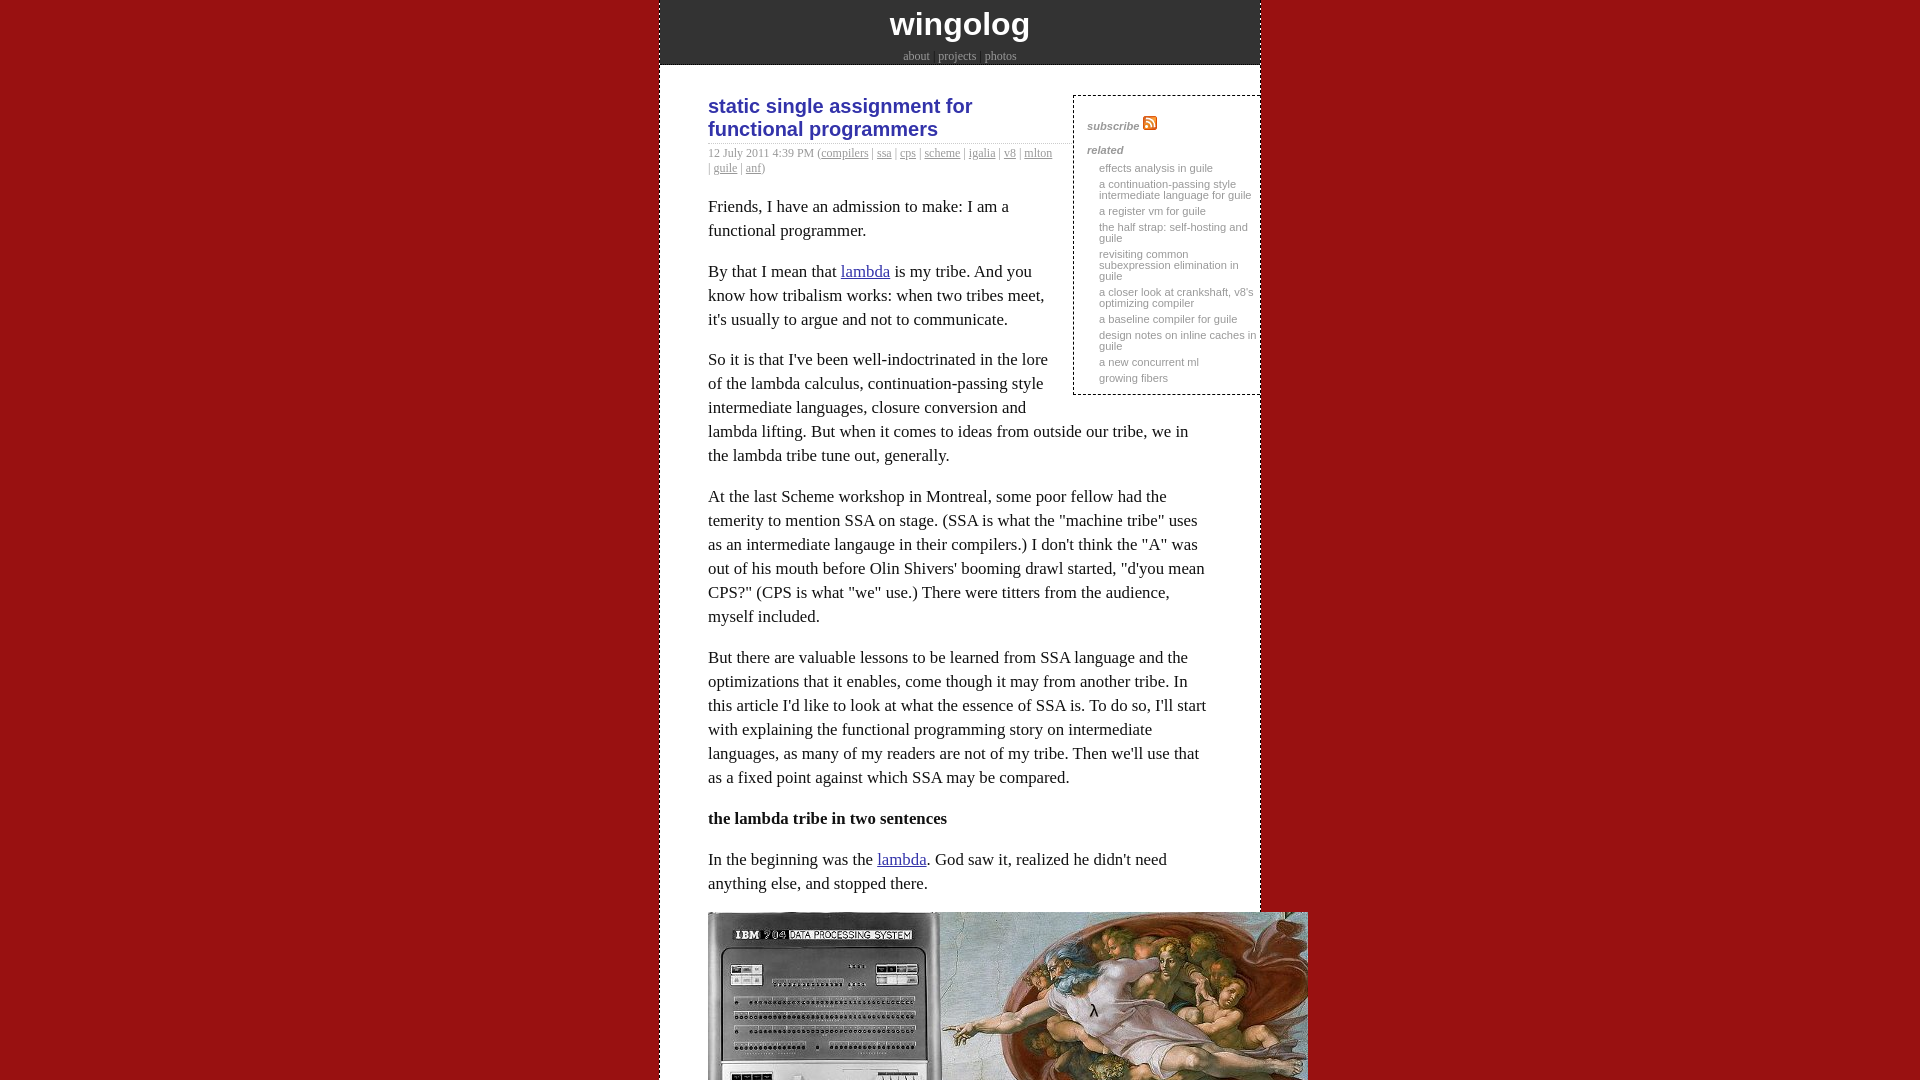 wingolog
about | projects | photos
static single assignment for
functional programmers
12 July 2011 4:39 PM (compilers | ssa | cps | scheme | igalia | v8 | mlton
| guile | anf)
Friends, I have an admission to make: I am a
functional programmer.
By that I mean that lambda is my tribe. And you
know how tribalism works: when two tribes meet,
it's usually to argue and not to communicate.
So it is that I've been well-indoctrinated in the lore
of the lambda calculus, continuation-passing style
intermediate languages, closure conversion and
lambda lifting. But when it comes to ideas from outside our tribe, we in
the lambda tribe tune out, generally.
At the last Scheme workshop in Montreal, some poor fellow had the
temerity to mention SSA on stage. (SSA is what the "machine tribe" uses
as an intermediate langauge in their compilers.) I don't think the "A" was
out of his mouth before Olin Shivers' booming drawl started, "d'you mean
CPS?" (CPS is what "we" use.) There were titters from the audience,
myself included.
But there are valuable lessons to be learned from SSA language and the
optimizations that it enables, come though it may from another tribe. In
this article I'd like to look at what the essence of SSA is. To do so, I'll start
with explaining the functional programming story on intermediate
languages, as many of my readers are not of my tribe. Then we'll use that
as a fixed point against which SSA may be compared.
the lambda tribe in two sentences
In the beginning was the lambda. God saw it, realized he didn't need
anything else, and stopped there.
IBM 704 DATA PROCESSING SYSTEM
λ
subscribe
related
effects analysis in guile
a continuation-passing style
intermediate language for guile
a register vm for guile
the half strap: self-hosting and
guile
revisiting common
subexpression elimination in
guile
a closer look at crankshaft, v8's
optimizing compiler
a baseline compiler for guile
design notes on inline caches in
guile
a new concurrent ml
growing fibers